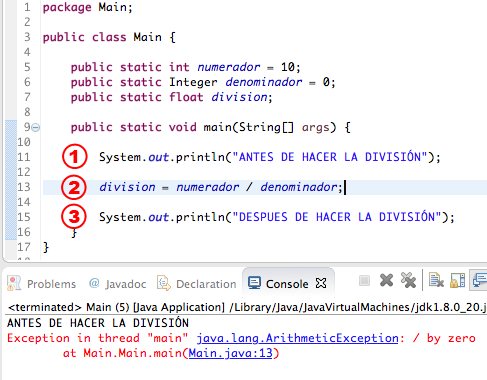 1 package Main;
2
3 public class Main {
4
5 public static int numerador = 10;
6 public static Integer denominador = 0;
7 public static float division;
8
9 public static void main(String[] args) {
10
11 1 System.out.println("ANTES DE HACER LA DIVISIÓN");
12
13 2 division = numerador / denominador;
14
15 3 System.out.println("DESPUES DE HACER LA DIVISIÓN");
16 }
17 }
Problems @ Javadoc Declaration Console
<terminated> Main (5) [Java Application] /Library/Java/JavaVirtualMachines/jdk1.8.0_20.j
ANTES DE HACER LA DIVISIÓN
Exception in thread "main" java.lang.ArithmeticException: / by zero
at Main.Main.main(Main.java:13)